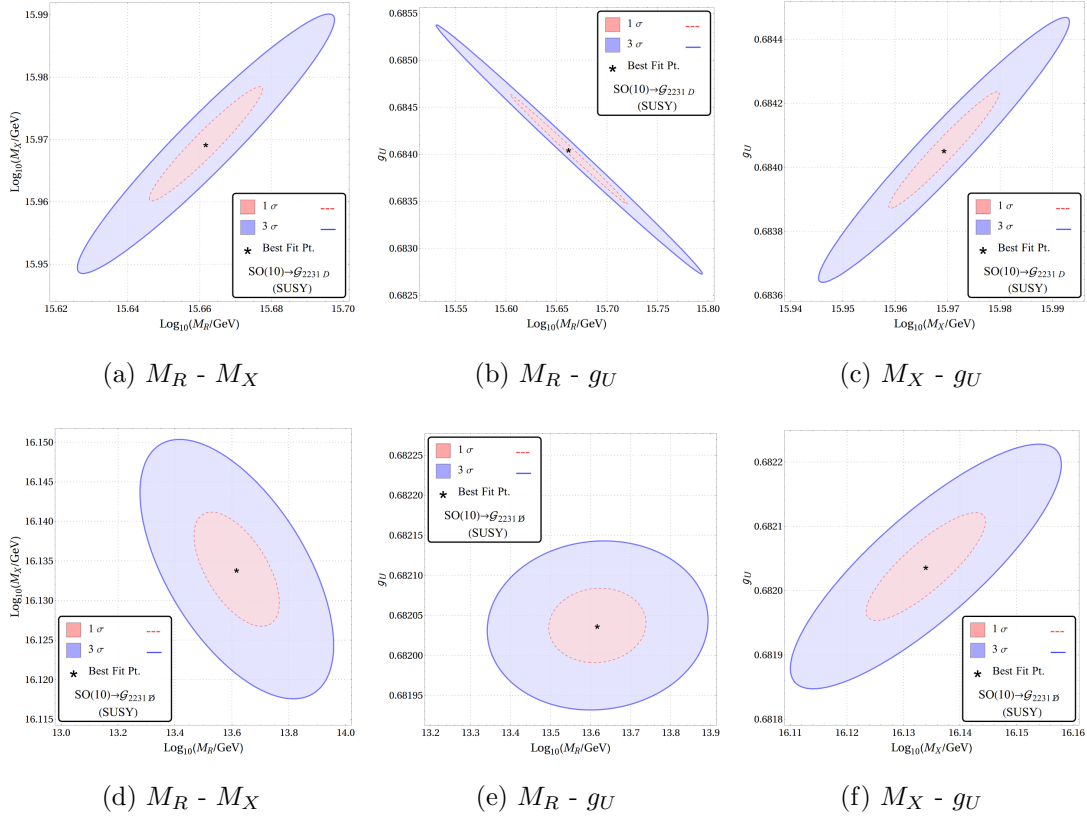 15.99
15.98
15.97
15.96
15.95
Log10(MX/GeV)
1 σ
3 σ
* Best Fit Pt.
SO(10)→𝒢2231 D
(SUSY)
15.62 15.64 15.66 15.68 15.70
Log10(MR/GeV)
(a) MR - MX
0.6855
0.6850
0.6845
0.6840
0.6835
0.6830
0.6825
gU
1 σ
3 σ
* Best Fit Pt.
SO(10)→𝒢2231 D
(SUSY)
15.55 15.60 15.65 15.70 15.75 15.80
Log10(MR/GeV)
(b) MR - gU
0.6844
0.6842
0.6840
0.6838
0.6836
gU
1 σ
3 σ
* Best Fit Pt.
SO(10)→𝒢2231 D
(SUSY)
15.94 15.95 15.96 15.97 15.98 15.99
Log10(MX/GeV)
(c) MX - gU
16.150
16.145
16.140
16.135
16.130
16.125
16.120
16.115
Log10(MX/GeV)
1 σ
3 σ
* Best Fit Pt.
SO(10)→𝒢2231 D̸
(SUSY)
13.0 13.2 13.4 13.6 13.8 14.0
Log10(MR/GeV)
(d) MR - MX
0.68225
0.68220
0.68215
0.68210
0.68205
0.68200
0.68195
gU
1 σ
3 σ
* Best Fit Pt.
SO(10)→𝒢2231 D̸
(SUSY)
13.2 13.3 13.4 13.5 13.6 13.7 13.8 13.9
Log10(MR/GeV)
(e) MR - gU
0.6822
0.6821
0.6820
0.6819
0.6818
gU
1 σ
3 σ
* Best Fit Pt.
SO(10)→𝒢2231 D̸
(SUSY)
16.11 16.12 16.13 16.14 16.15 16.16
Log10(MX/GeV)
(f) MX - gU